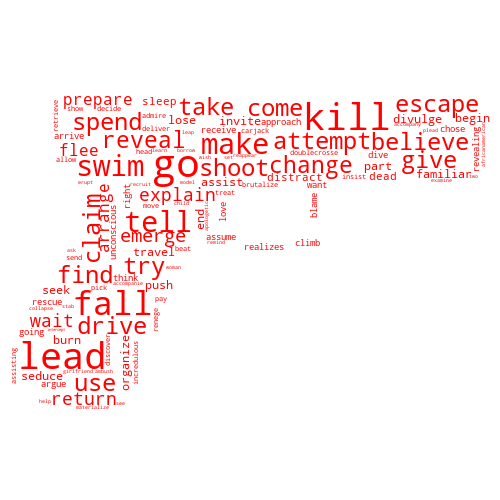 prepare sleep take come kill escape
retrieve show decide admire spend lose invite approach divulge begin
deliver receive carjack leap accompany plead chose
arrive reveal make attempt believe revealing
flee head learn borrow doublecrosse dive give
allow swim go shoot change part familiar
wish set insist dead examine
erupt recruit model explain assist distract want
right child treat brutalize
claim arrange unconscious tell end love blame
emerge assume remind realizes climb
ask send travel beat woman
find think try push
seek pick accompanie pay
rescue stab fall renege
collapse wait drive
going burn discover organize incredulous
assisting lead girlfriend ambush
seduce argue use
help return see
materialize